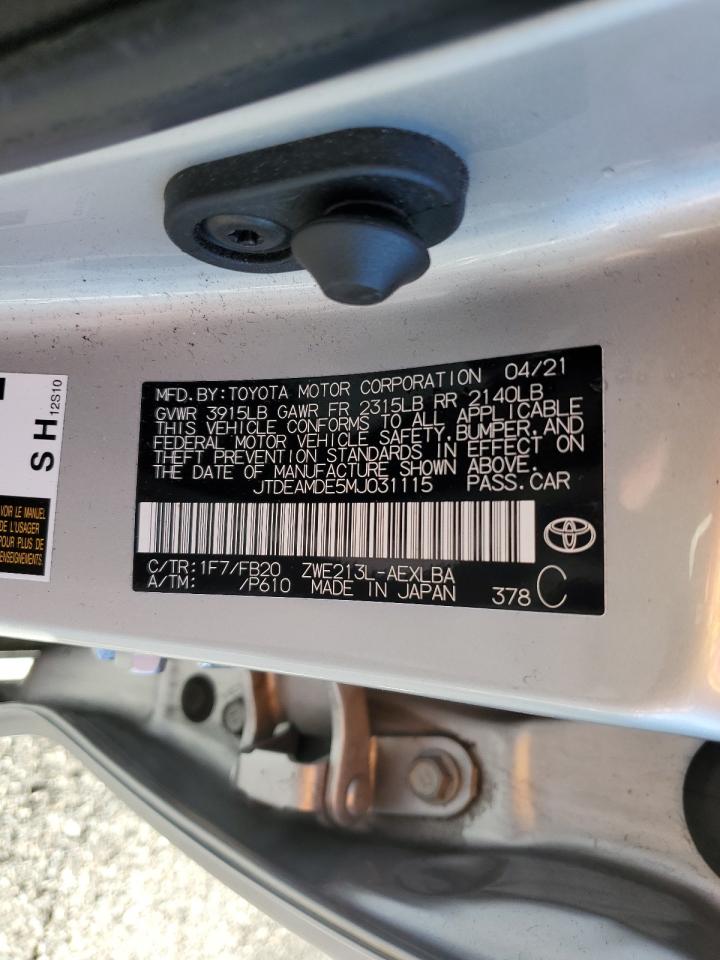 MFD.BY:TOYOTA MOTOR CORPORATION 04/21
GVWR 3915LB GAWR FR 2315LB RR 2140LB
THIS VEHICLE CONFORMS TO ALL APPLICABLE
FEDERAL MOTOR VEHICLE SAFETY,BUMPER,AND
THEFT PREVENTION STANDARDS IN EFFECT ON
THE DATE OF MANUFACTURE SHOWN ABOVE.
JTDEAMDE5MJ031115 PASS.CAR
C/TR:1F7/FB20 ZWE213L-AEXLBA
A/TM: /P610 MADE IN JAPAN 378 C
SH
12S10
VOIR LE MANUEL
DE L'USAGER
POUR PLUS DE